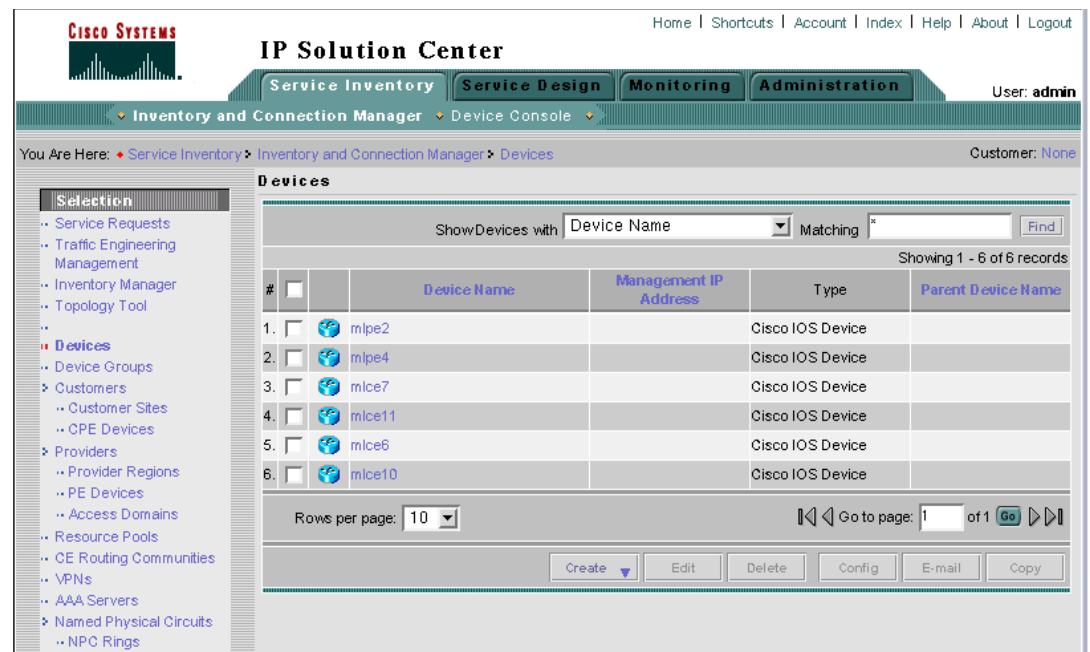 Home | Shortcuts | Account | Index | Help | About | Logout
CISCO SYSTEMS
IP Solution Center
Service Inventory Service Design Monitoring Administration
User: admin
Inventory and Connection Manager Device Console
You Are Here: Service Inventory Inventory and Connection Manager Devices
Customer: None
Devices
Selection
Service Requests
Traffic Engineering
Management
Inventory Manager
Topology Tool
Devices
Device Groups
Customers
Customer Sites
CPE Devices
Providers
Provider Regions
PE Devices
Access Domains
Resource Pools
CE Routing Communities
VPNs
AAA Servers
Named Physical Circuits
NPC Rings
Show Devices with Device Name Matching * Find
Showing 1 - 6 of 6 records
# Device Name Management IP Address Type Parent Device Name
1. mlpe2 Cisco IOS Device
2. mlpe4 Cisco IOS Device
3. mlce7 Cisco IOS Device
4. mlce11 Cisco IOS Device
5. mlce6 Cisco IOS Device
6. mlce10 Cisco IOS Device
Rows per page: 10 Go to page: 1 of 1 Go
Create Edit Delete Config E-mail Copy